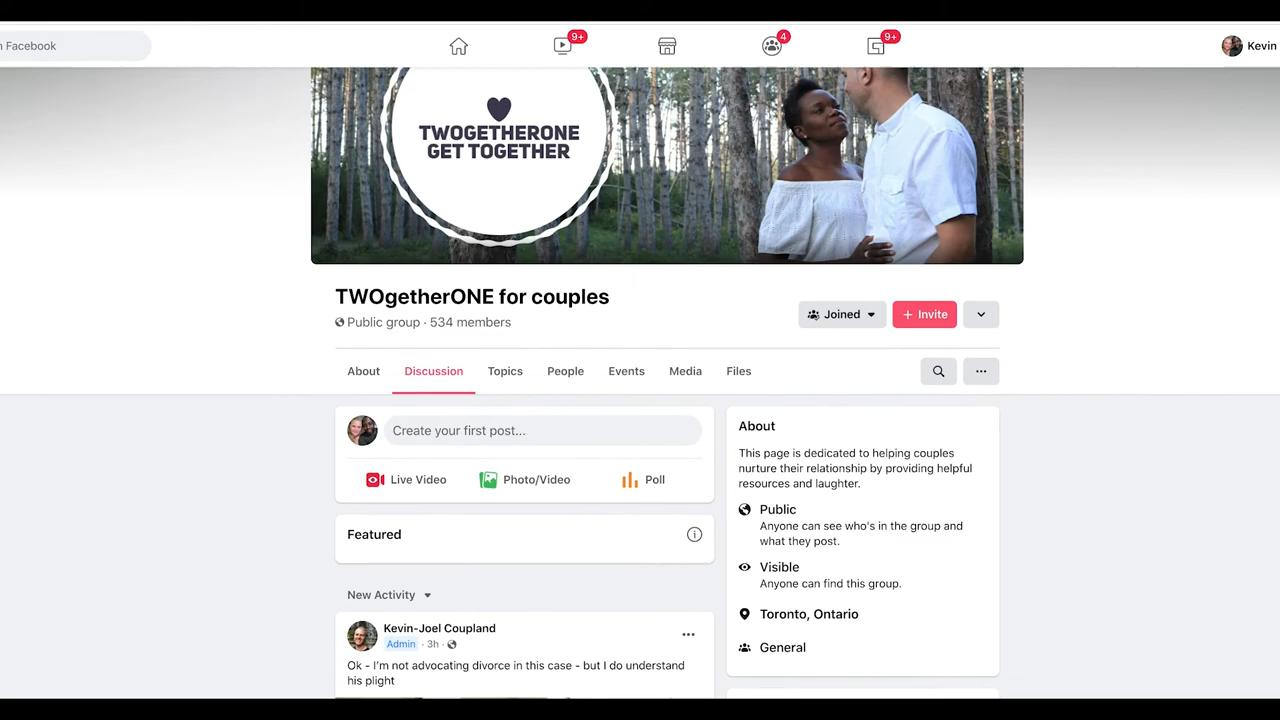 n Facebook
9+
4
9+
Kevin
TWOGETHERONE
GET TOGETHER
TWOgetherONE for couples
Public group · 534 members
Joined
+ Invite
About
Discussion
Topics
People
Events
Media
Files
Create your first post...
Live Video
Photo/Video
Poll
Featured
New Activity
Kevin-Joel Coupland
Admin · 3h ·
Ok - I'm not advocating divorce in this case - but I do understand
his plight
About
This page is dedicated to helping couples
nurture their relationship by providing helpful
resources and laughter.
Public
Anyone can see who's in the group and
what they post.
Visible
Anyone can find this group.
Toronto, Ontario
General